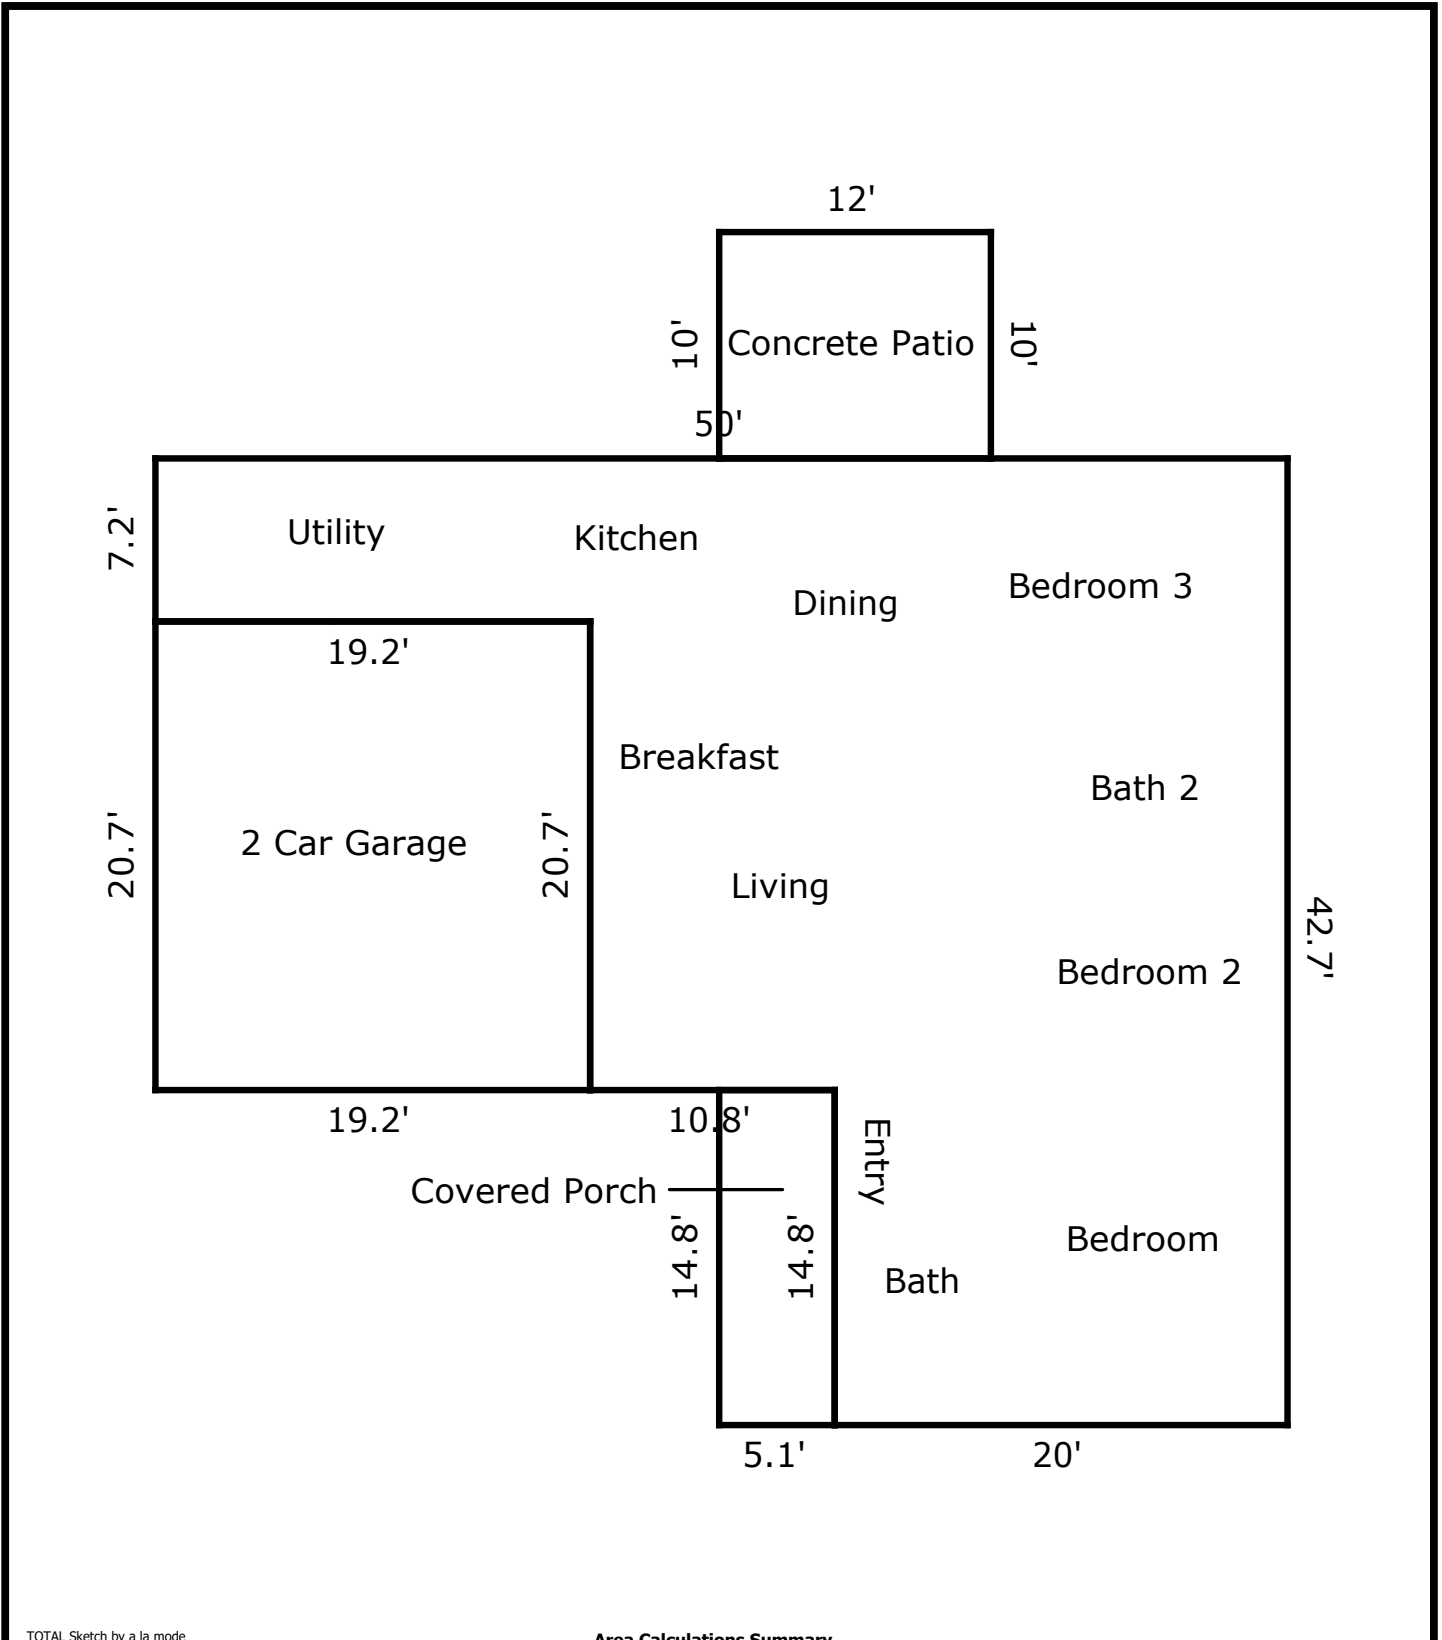 12'
10'
Concrete Patio
10'
50'
7.2'
Utility
Kitchen
Dining
Bedroom 3
19.2'
Breakfast
Bath 2
20.7'
2 Car Garage
20.7'
Living
42.7'
Bedroom 2
19.2'
10.8'
Entry
Covered Porch
14.8'
14.8'
Bedroom
Bath
5.1'
20'
TOTAL Sketch by a la mode
Area Calculations Summary